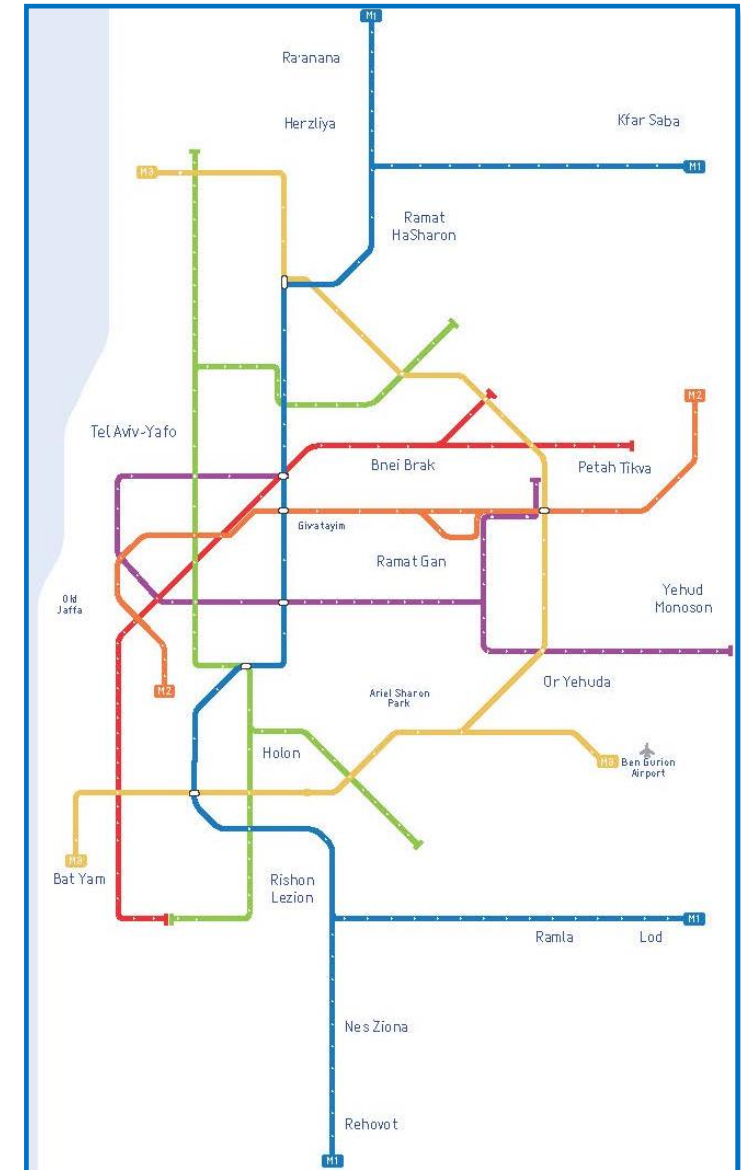 M1
Ra'anana
Herzliya
Kfar Saba
M3
M1
Ramat
HaSharon
M2
Tel Aviv-Yafo
Bnei Brak
Petah Tikva
Givatayim
Ramat Gan
Old
Jaffa
Yehud
Monoson
M2
Ariel Sharon
Park
Or Yehuda
Holon
M3
Ben Gurion
Airport
M3
Bat Yam
Rishon
Lezion
M1
Ramla
Lod
Nes Ziona
Rehovot
M1